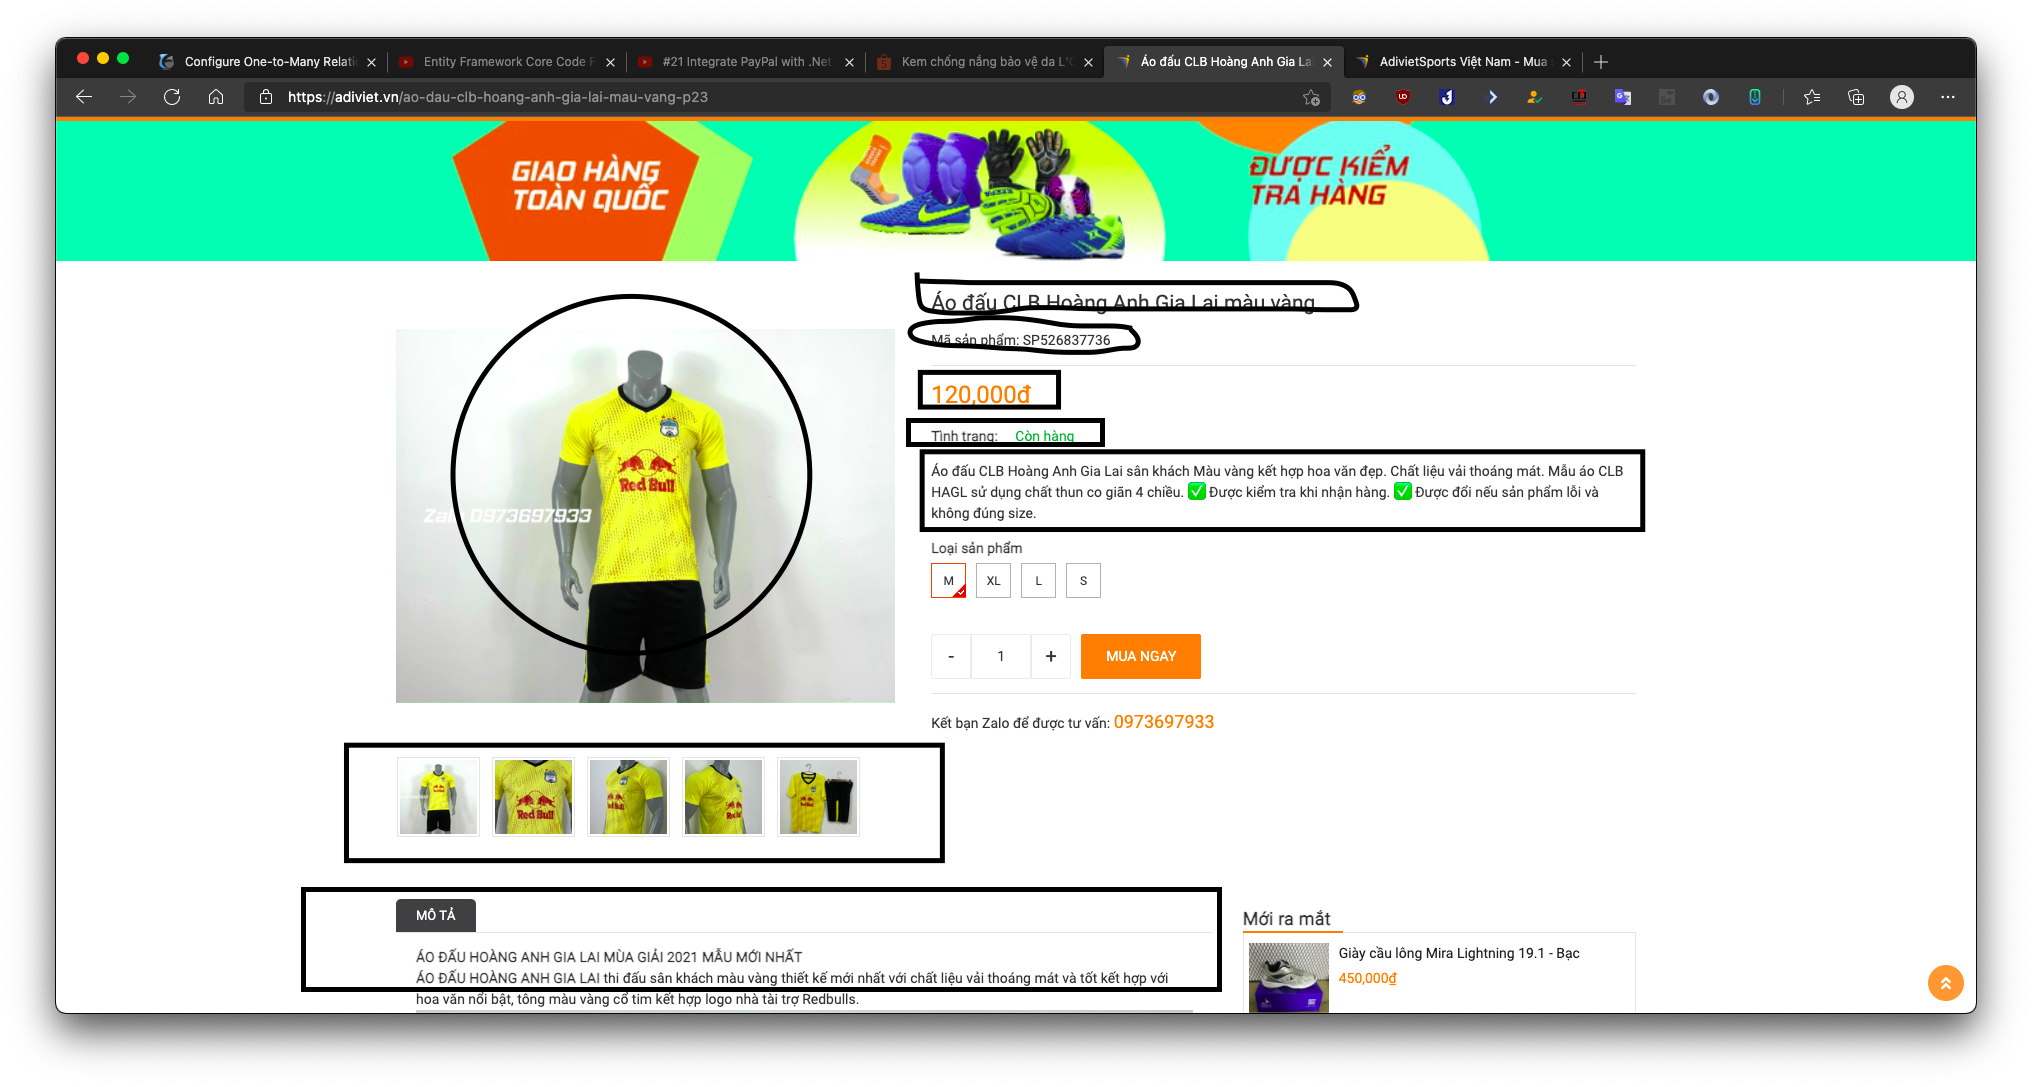 Configure One-to-Many Relati
Entity Framework Core Code F
#21 Integrate PayPal with .Net
Kem chống nắng bảo vệ da L'O
Áo đấu CLB Hoàng Anh Gia Lai
AdivietSports Việt Nam - Mua s
https://adiviet.vn/ao-dau-clb-hoang-anh-gia-lai-mau-vang-p23
GIAO HÀNG
TOÀN QUỐC
ĐƯỢC KIỂM
TRA HÀNG
Áo đấu CLB Hoàng Anh Gia Lai màu vàng
Mã sản phẩm: SP526837736
120,000₫
Tình trạng: Còn hàng
Áo đấu CLB Hoàng Anh Gia Lai sân khách Màu vàng kết hợp hoa văn đẹp. Chất liệu vải thoáng mát. Mẫu áo CLB
HAGL sử dụng chất thun co giãn 4 chiều. ✅ Được kiểm tra khi nhận hàng. ✅ Được đổi nếu sản phẩm lỗi và
không đúng size.
Loại sản phẩm
M XL L S
- 1 + MUA NGAY
Kết bạn Zalo để được tư vấn: 0973697933
Red Bull
Zalo 0973697933
Red Bull
Red Bull
MÔ TẢ
ÁO ĐẤU HOÀNG ANH GIA LAI MÙA GIẢI 2021 MẪU MỚI NHẤT
ÁO ĐẤU HOÀNG ANH GIA LAI thi đấu sân khách màu vàng thiết kế mới nhất với chất liệu vải thoáng mát và tốt kết hợp với
hoa văn nổi bật, tông màu vàng cổ tim kết hợp logo nhà tài trợ Redbulls.
Mới ra mắt
Giày cầu lông Mira Lightning 19.1 - Bạc
450,000₫